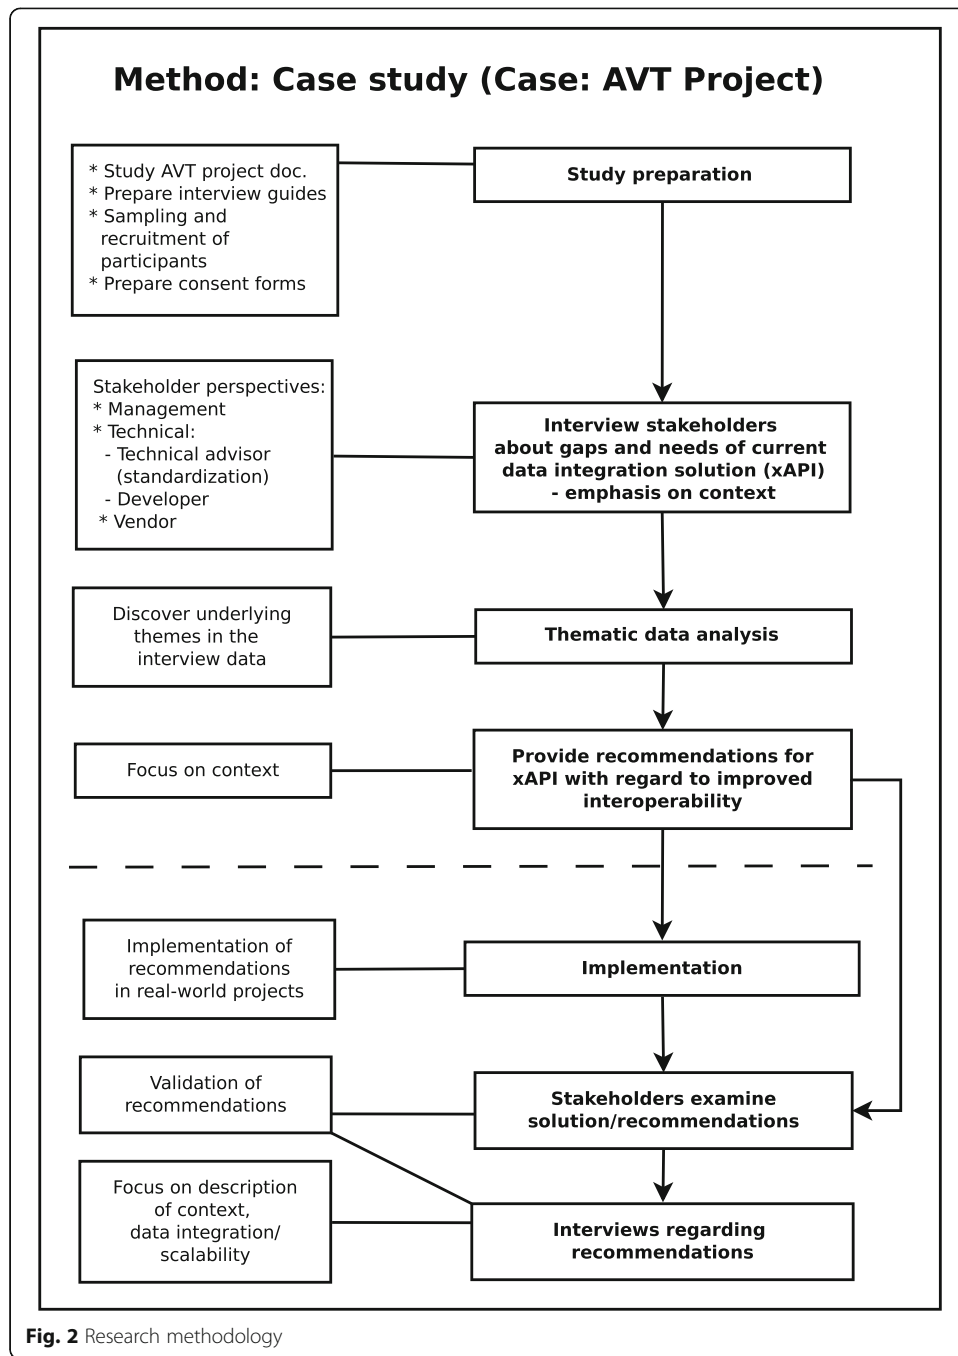 Method: Case study (Case: AVT Project)
* Study AVT project doc.
* Prepare interview guides
* Sampling and
recruitment of
participants
* Prepare consent forms
Study preparation
Stakeholder perspectives:
* Management
* Technical:
- Technical advisor
(standardization)
- Developer
* Vendor
Interview stakeholders
about gaps and needs of current
data integration solution (xAPI)
- emphasis on context
Discover underlying
themes in the
interview data
Thematic data analysis
Focus on context
Provide recommendations for
xAPI with regard to improved
interoperability
Implementation of
recommendations
in real-world projects
Implementation
Validation of
recommendations
Stakeholders examine
solution/recommendations
Focus on description
of context,
data integration/
scalability
Interviews regarding
recommendations
Fig. 2 Research methodology